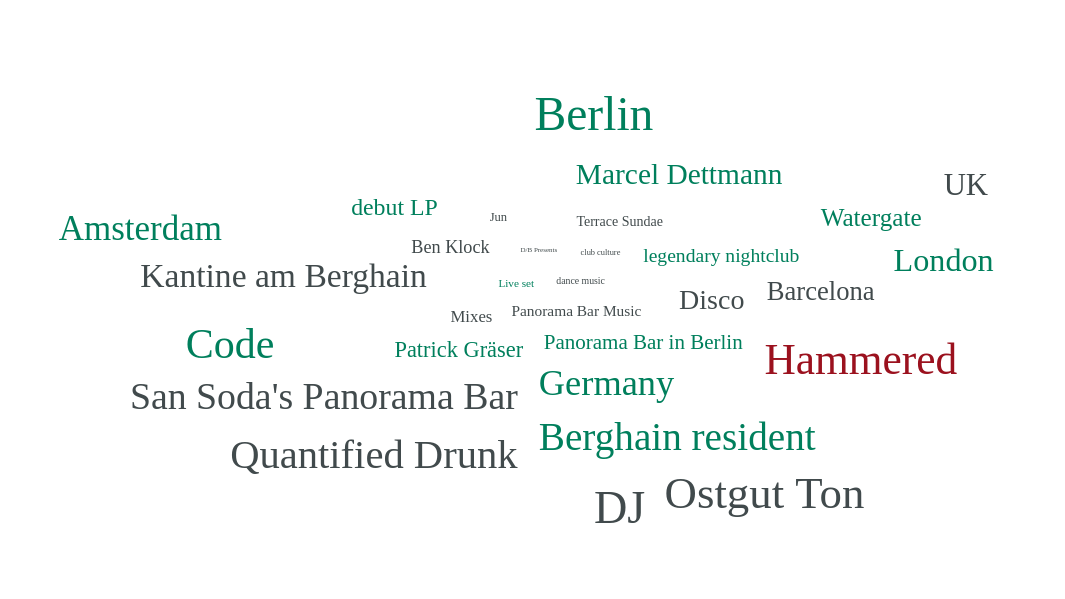 Berlin
Marcel Dettmann
UK
debut LP
Jun
Terrace Sundae
Watergate
Amsterdam
Ben Klock
D/B Presents
club culture
legendary nightclub
London
Kantine am Berghain
Live set
dance music
Disco
Barcelona
Mixes
Panorama Bar Music
Code
Patrick Gräser
Panorama Bar in Berlin
Hammered
San Soda's Panorama Bar
Germany
Quantified Drunk
Berghain resident
DJ
Ostgut Ton